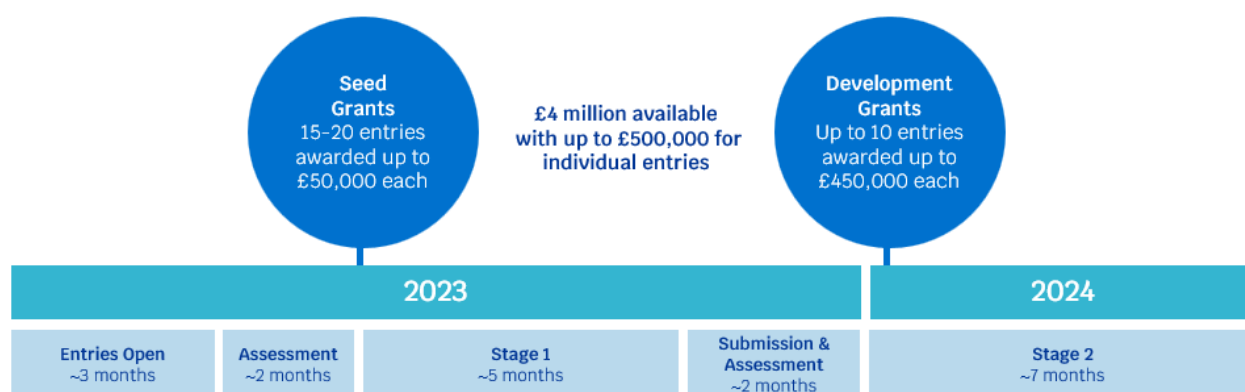 Seed
Grants
15-20 entries
awarded up to
£50,000 each
£4 million available
with up to £500,000 for
individual entries
Development
Grants
Up to 10 entries
awarded up to
£450,000 each
2023
2024
Entries Open
~3 months
Assessment
~2 months
Stage 1
~5 months
Submission &
Assessment
~2 months
Stage 2
~7 months